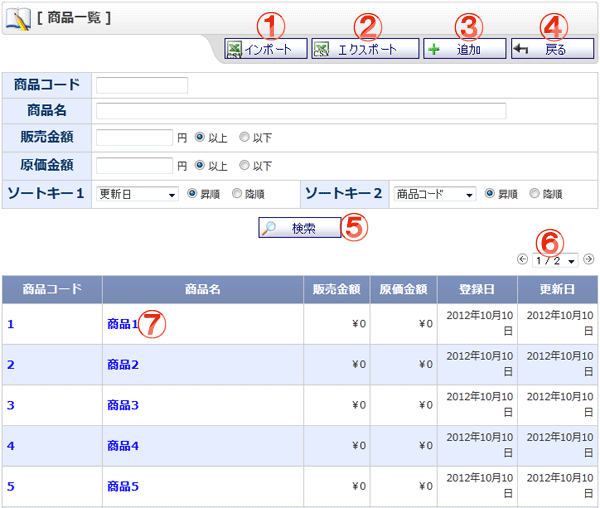 [ 商品一覧 ]
① ② ③ ④
CSV インポート CSV エクスポート 追加 戻る
商品コード
商品名
販売金額 円 以上 以下
原価金額 円 以上 以下
ソートキー１ 更新日 昇順 降順 ソートキー２ 商品コード 昇順 降順
検索 ⑤
⑥
1 / 2
商品コード 商品名 販売金額 原価金額 登録日 更新日
1 商品1 ⑦ ¥0 ¥0 2012年10月10日 2012年10月10日
2 商品2 ¥0 ¥0 2012年10月10日 2012年10月10日
3 商品3 ¥0 ¥0 2012年10月10日 2012年10月10日
4 商品4 ¥0 ¥0 2012年10月10日 2012年10月10日
5 商品5 ¥0 ¥0 2012年10月10日 2012年10月10日